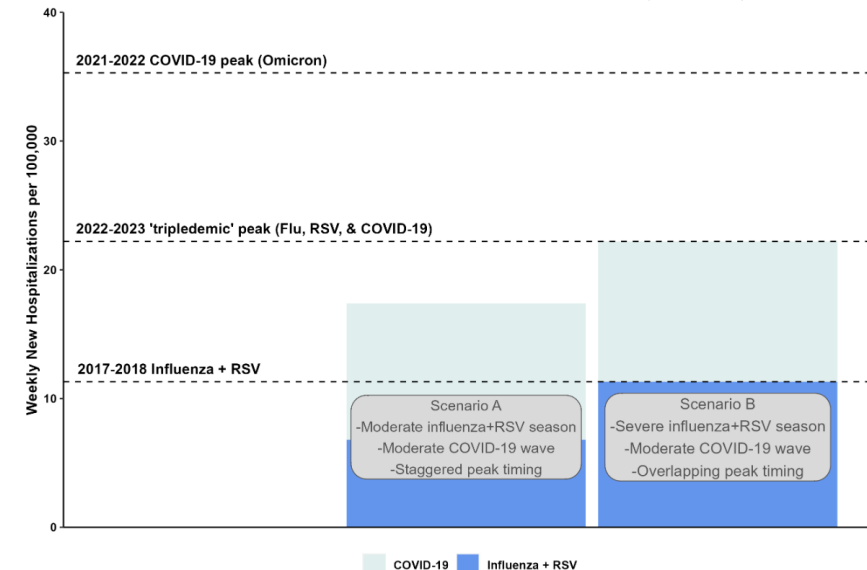 40
2021-2022 COVID-19 peak (Omicron)
30
2022-2023 'tripledemic' peak (Flu, RSV, & COVID-19)
20
2017-2018 Influenza + RSV
10
0
Weekly New Hospitalizations per 100,000
Scenario A
-Moderate influenza+RSV season
-Moderate COVID-19 wave
-Staggered peak timing
Scenario B
-Severe influenza+RSV season
-Moderate COVID-19 wave
-Overlapping peak timing
COVID-19
Influenza + RSV